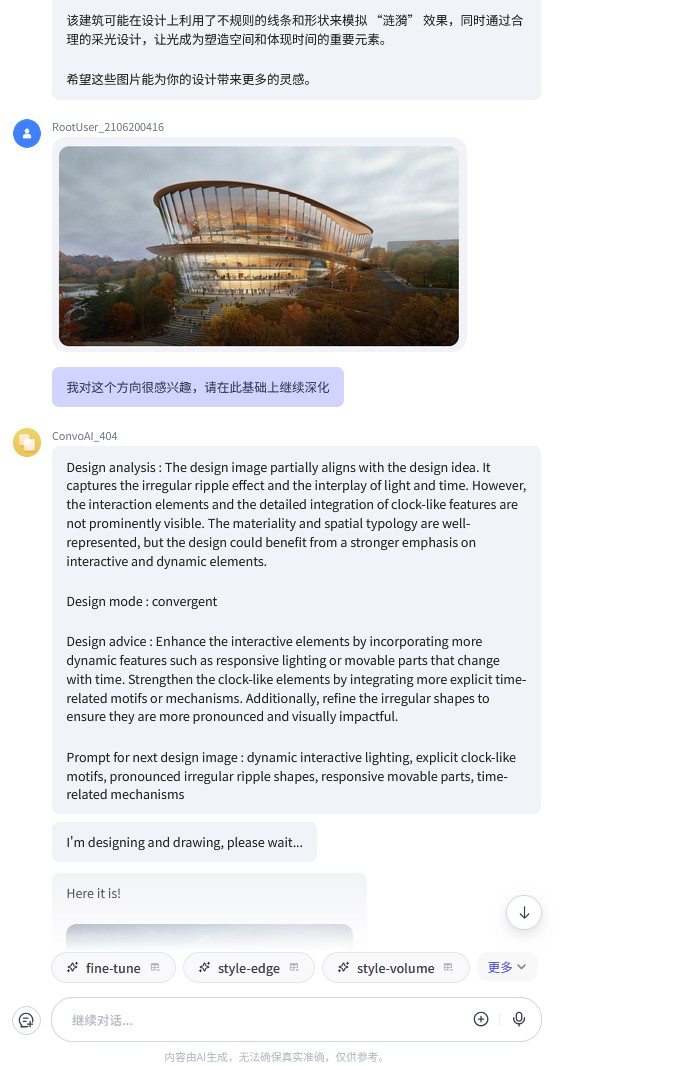 该建筑可能在设计上利用了不规则的线条和形状来模拟 “涟漪” 效果，同时通过合
理的采光设计，让光成为塑造空间和体现时间的重要元素。
希望这些图片能为你的设计带来更多的灵感。
RootUser_2106200416
我对这个方向很感兴趣，请在此基础上继续深化
ConvoAI_404
Design analysis : The design image partially aligns with the design idea. It
captures the irregular ripple effect and the interplay of light and time. However,
the interaction elements and the detailed integration of clock-like features are
not prominently visible. The materiality and spatial typology are well-
represented, but the design could benefit from a stronger emphasis on
interactive and dynamic elements.
Design mode : convergent
Design advice : Enhance the interactive elements by incorporating more
dynamic features such as responsive lighting or movable parts that change
with time. Strengthen the clock-like elements by integrating more explicit time-
related motifs or mechanisms. Additionally, refine the irregular shapes to
ensure they are more pronounced and visually impactful.
Prompt for next design image : dynamic interactive lighting, explicit clock-like
motifs, pronounced irregular ripple shapes, responsive movable parts, time-
related mechanisms
I'm designing and drawing, please wait...
Here it is!
fine-tune style-edge style-volume 更多
继续对话...
内容由AI生成，无法确保真实准确，仅供参考。